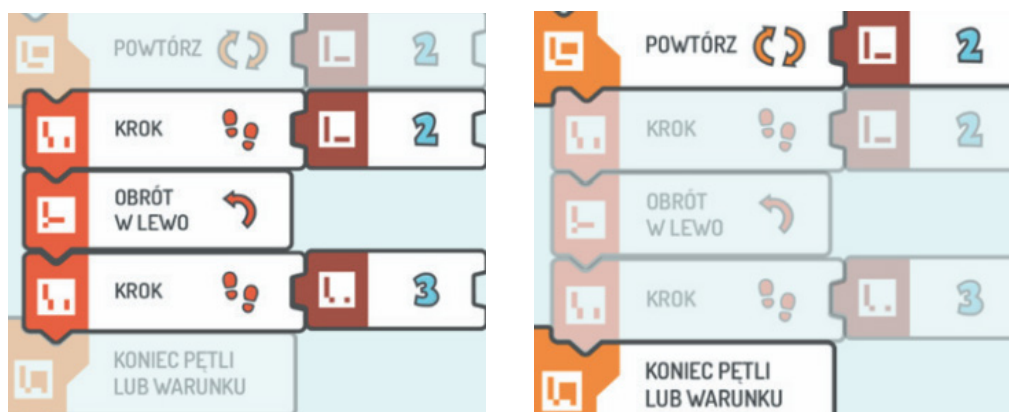 POWTÓRZ 2
KROK 2
OBRÓT
W LEWO
KROK 3
KONIEC PĘTLI
LUB WARUNKU
POWTÓRZ 2
KROK 2
OBRÓT
W LEWO
KROK 3
KONIEC PĘTLI
LUB WARUNKU